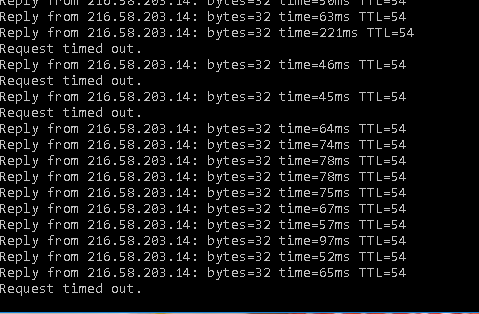 Reply from 216.58.203.14: bytes=32 time=50ms TTL=54
Reply from 216.58.203.14: bytes=32 time=63ms TTL=54
Reply from 216.58.203.14: bytes=32 time=221ms TTL=54
Request timed out.
Reply from 216.58.203.14: bytes=32 time=46ms TTL=54
Request timed out.
Reply from 216.58.203.14: bytes=32 time=45ms TTL=54
Request timed out.
Reply from 216.58.203.14: bytes=32 time=64ms TTL=54
Reply from 216.58.203.14: bytes=32 time=74ms TTL=54
Reply from 216.58.203.14: bytes=32 time=78ms TTL=54
Reply from 216.58.203.14: bytes=32 time=78ms TTL=54
Reply from 216.58.203.14: bytes=32 time=75ms TTL=54
Reply from 216.58.203.14: bytes=32 time=67ms TTL=54
Reply from 216.58.203.14: bytes=32 time=57ms TTL=54
Reply from 216.58.203.14: bytes=32 time=97ms TTL=54
Reply from 216.58.203.14: bytes=32 time=52ms TTL=54
Reply from 216.58.203.14: bytes=32 time=65ms TTL=54
Request timed out.